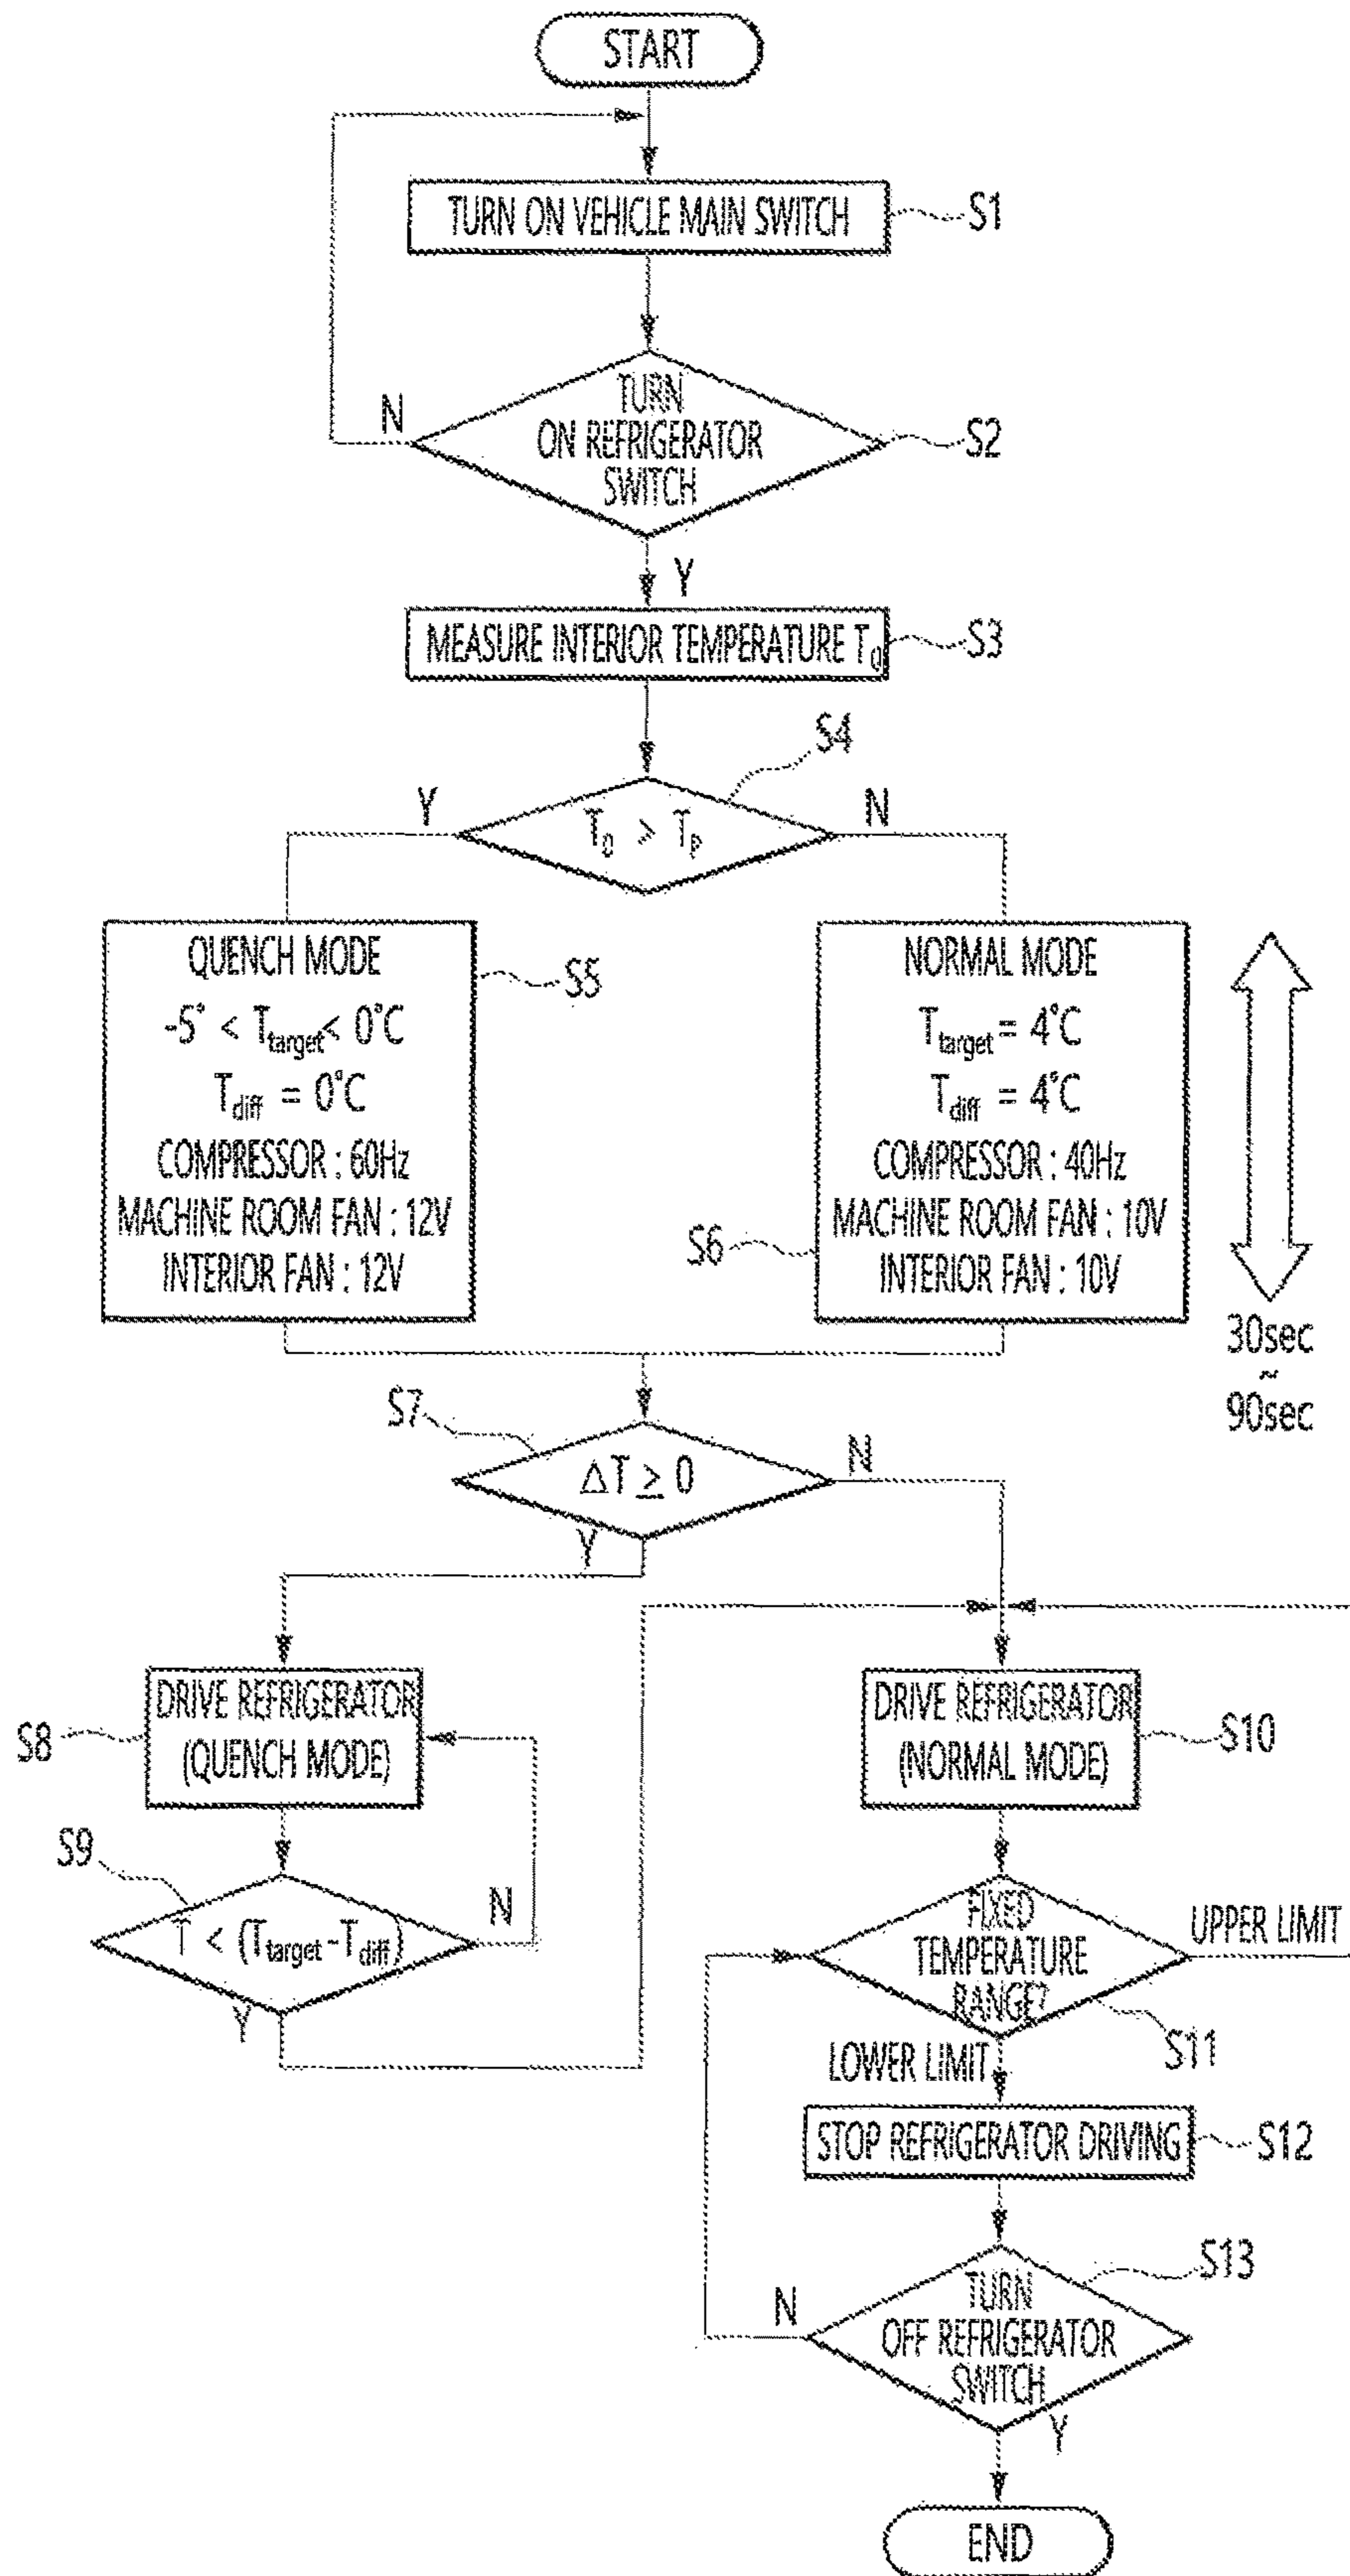 START
TURN ON VEHICLE MAIN SWITCH
S1
N
TURN
ON REFRIGERATOR
SWITCH
S2
Y
MEASURE INTERIOR TEMPERATURE T₀
S3
S4
Y
T₀ > Tₚ
N
QUENCH MODE
-5° < Ttarget< 0°C
Tdiff = 0°C
COMPRESSOR : 60Hz
MACHINE ROOM FAN : 12V
INTERIOR FAN : 12V
S5
NORMAL MODE
Ttarget = 4°C
Tdiff = 4°C
COMPRESSOR : 40Hz
MACHINE ROOM FAN : 10V
INTERIOR FAN : 10V
S6
30sec
~
90sec
S7
ΔT ≥ 0
N
Y
DRIVE REFRIGERATOR
(QUENCH MODE)
S8
DRIVE REFRIGERATOR
(NORMAL MODE)
S10
S9
T < (Ttarget -Tdiff)
N
Y
FIXED
TEMPERATURE
RANGE?
UPPER LIMIT
S11
LOWER LIMIT
STOP REFRIGERATOR DRIVING
S12
S13
N
TURN
OFF REFRIGERATOR
SWITCH
Y
END